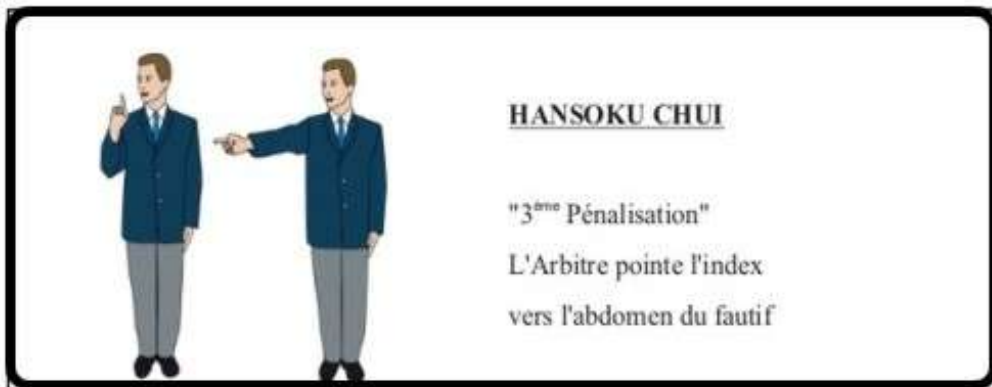 HANSOKU CHUI
"3ème Pénalisation"
L'Arbitre pointe l'index
vers l'abdomen du fautif